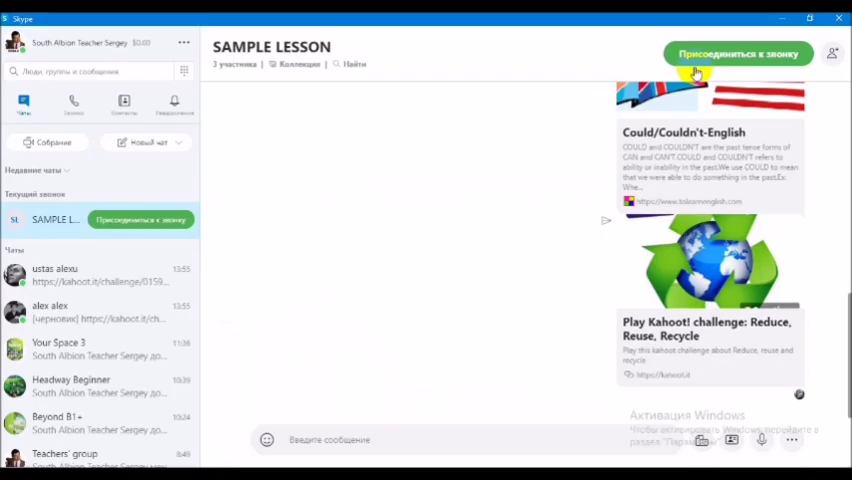 Skype
South Albion Teacher Sergey $0.00
Люди, группы и сообщения
Чаты
Звонки
Контакты
Уведомления
Собрание
Новый чат
Недавние чаты
Текущий звонок
SL
SAMPLE L...
Присоединиться к звонку
Чаты
ustas alexu 13:55
https://kahoot.it/challenge/0159...
alex alex 13:55
[черновик] https://kahoot.it/ch...
Your Space 3 11:36
South Albion Teacher Sergey до...
Headway Beginner 10:39
South Albion Teacher Sergey до...
Beyond B1+ 10:24
South Albion Teacher Sergey до...
Teachers' group 8:49
SAMPLE LESSON
3 участника | Коллекция | Найти
Присоединиться к звонку
Could/Couldn't-English
COULD and COULDN'T are the past tense forms of
CAN and CAN'T.COULD and COULDN'T refers to
ability or inability in the past.We use COULD to mean
that we were able to do something in the past.Ex:
Whe...
https://www.tolearnenglish.com
Play Kahoot! challenge: Reduce,
Reuse, Recycle
Play this kahoot challenge about Reduce, reuse and
recycle
https://kahoot.it
Активация Windows
Чтобы активировать Windows, перейдите в
раздел "Параметры".
Введите сообщение